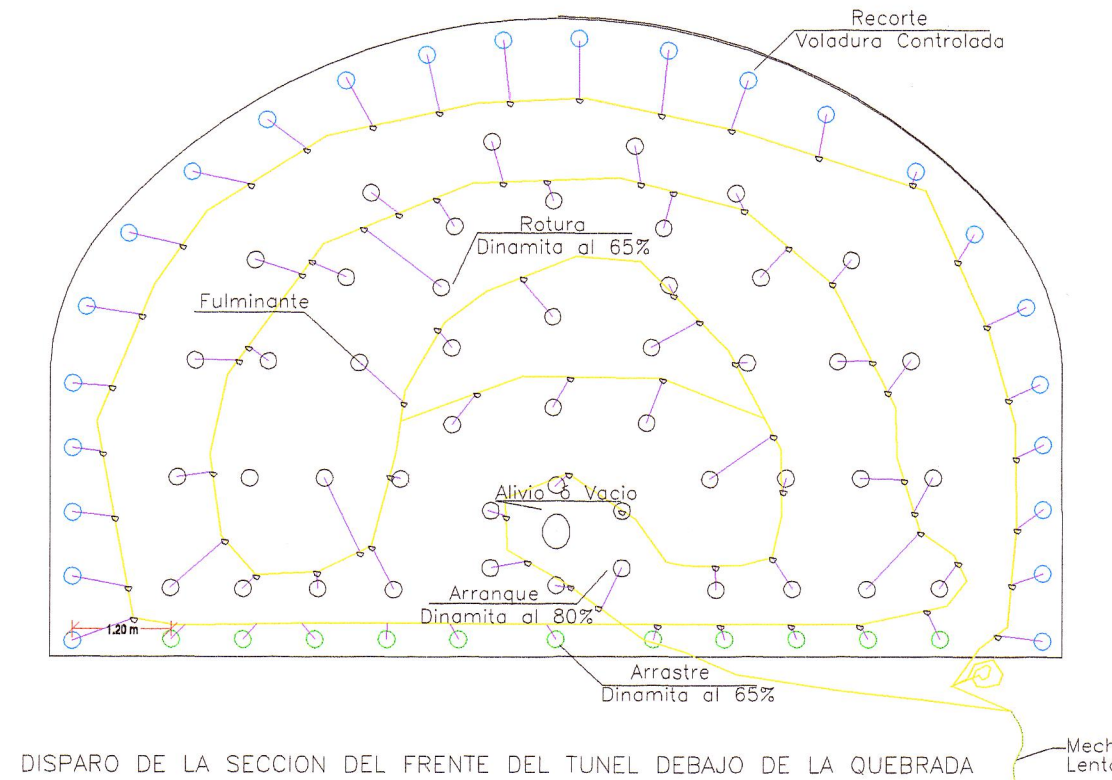 Recorte
Voladura Controlada
Rotura
Dinamita al 65%
Fulminante
Alivio ò Vacio
Arranque
Dinamita al 80%
1.20 m
Arrastre
Dinamita al 65%
DISPARO DE LA SECCION DEL FRENTE DEL TUNEL DEBAJO DE LA QUEBRADA